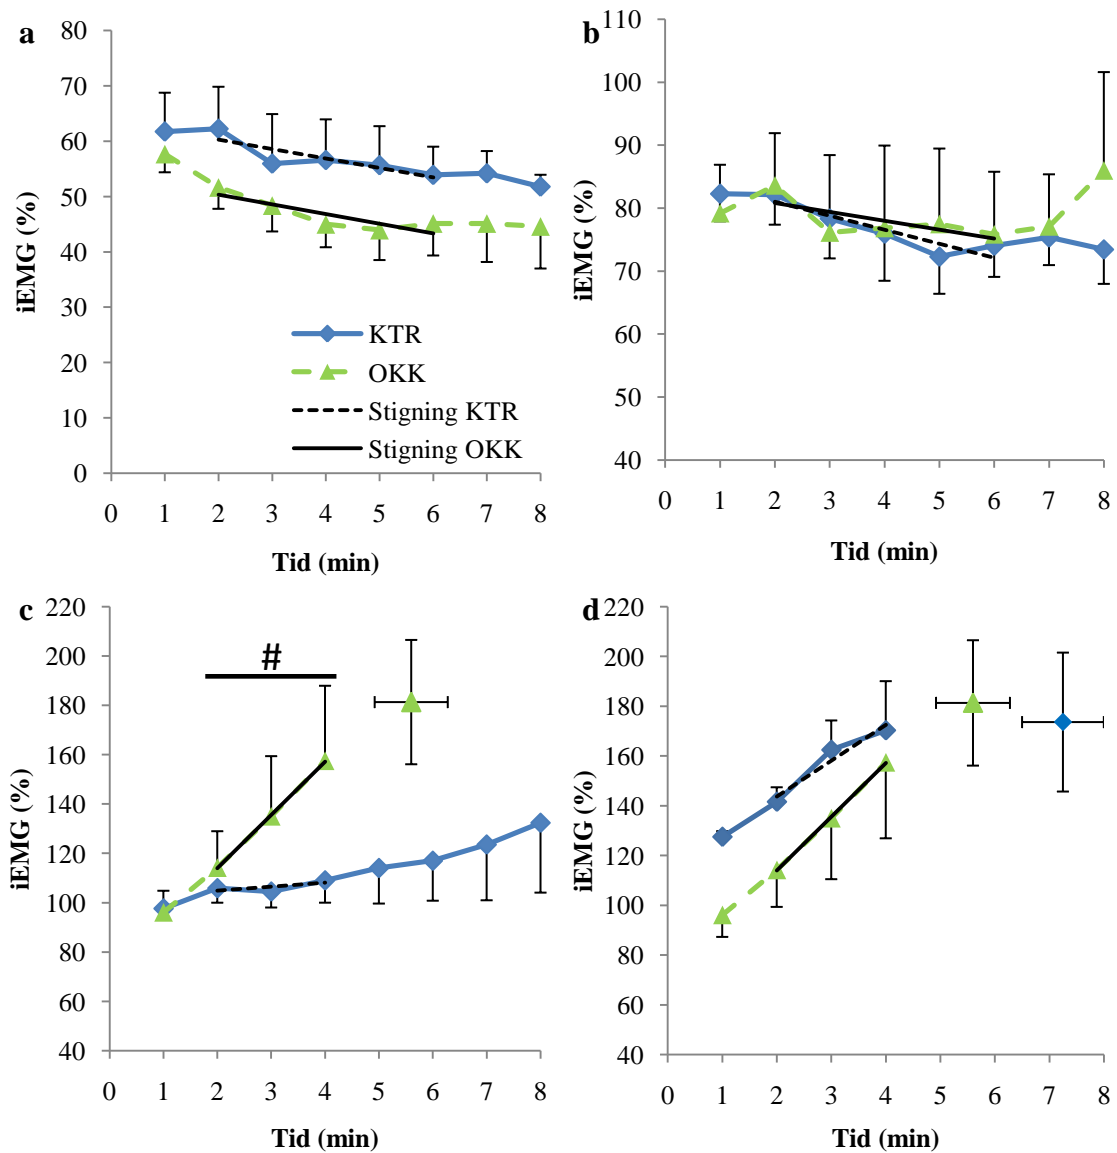 a
80
70
60
50
40
30
20
10
0
iEMG (%)
KTR
OKK
Stigning KTR
Stigning OKK
0 1 2 3 4 5 6 7 8
Tid (min)
b
110
100
90
80
70
60
50
40
iEMG (%)
0 1 2 3 4 5 6 7 8
Tid (min)
c
220
200
180
160
140
120
100
80
60
40
iEMG (%)
#
0 1 2 3 4 5 6 7 8
Tid (min)
d
220
200
180
160
140
120
100
80
60
40
iEMG (%)
0 1 2 3 4 5 6 7 8
Tid (min)